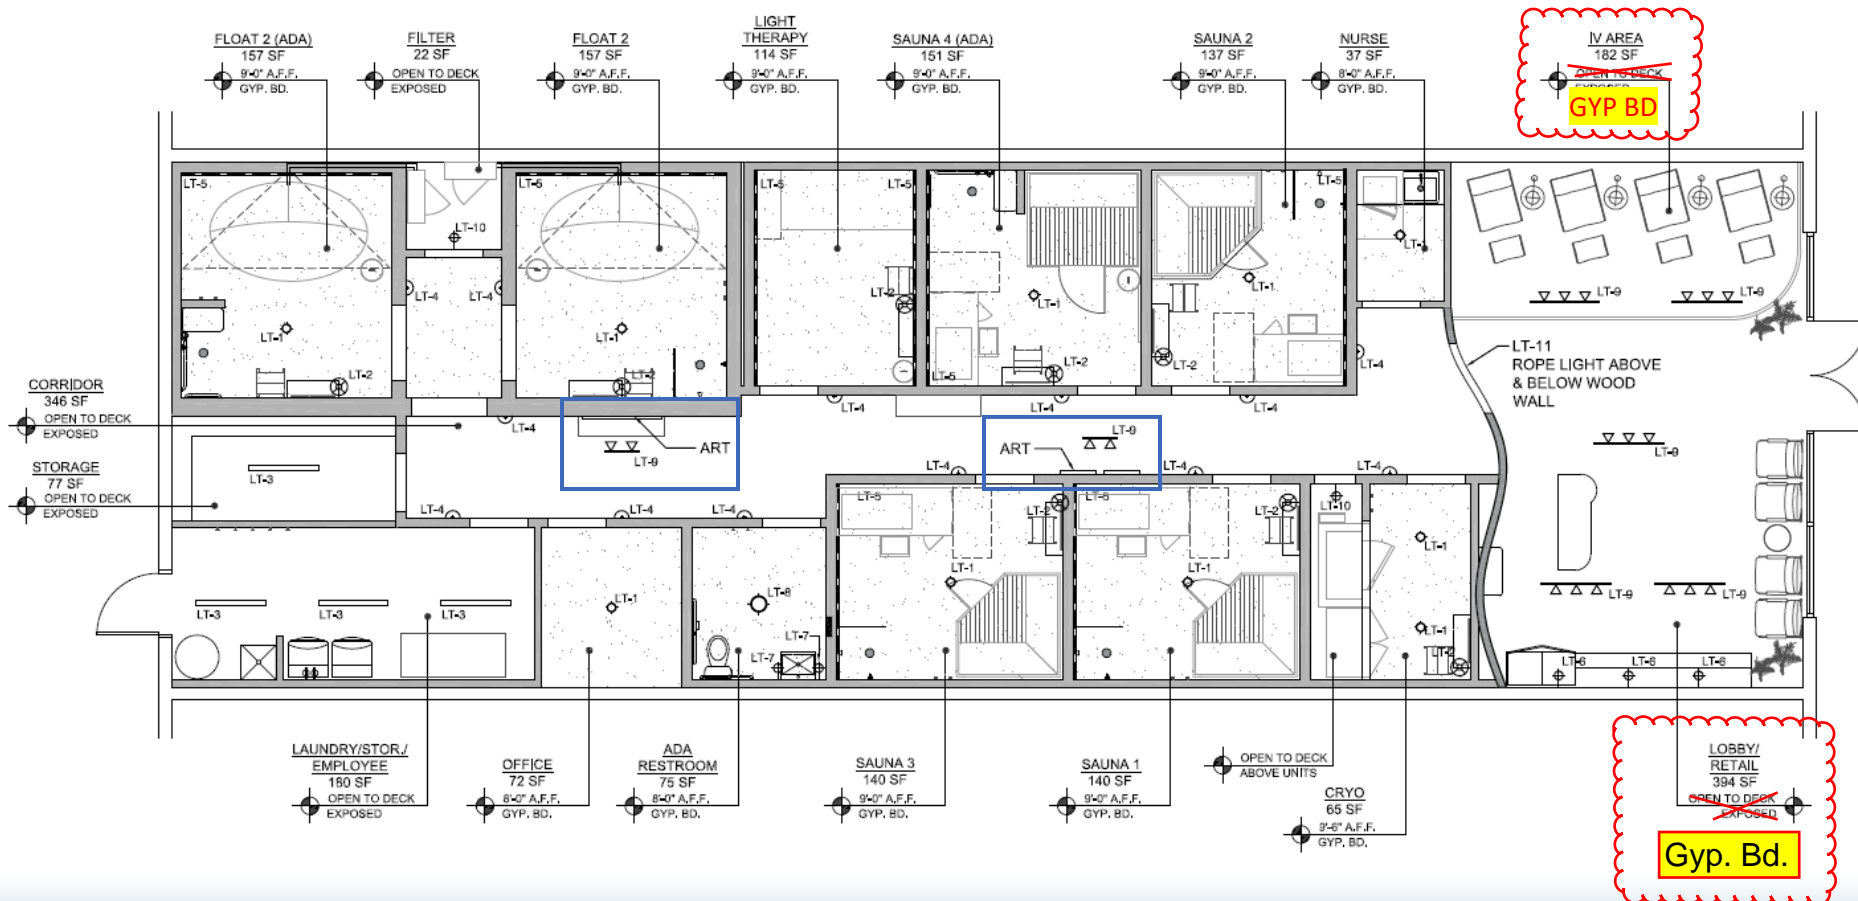 FLOAT 2 (ADA)
157 SF
9'-0" A.F.F.
GYP. BD.
FILTER
22 SF
OPEN TO DECK
EXPOSED
FLOAT 2
157 SF
9'-0" A.F.F.
GYP. BD.
LIGHT
THERAPY
114 SF
9'-0" A.F.F.
GYP. BD.
SAUNA 4 (ADA)
151 SF
9'-0" A.F.F.
GYP. BD.
SAUNA 2
137 SF
9'-0" A.F.F.
GYP. BD.
NURSE
37 SF
8'-0" A.F.F.
GYP. BD.
IV AREA
182 SF
OPEN TO DECK
EXPOSED
GYP BD
LT-5
LT-5
LT-5
LT-5
LT-5
LT-10
LT-4
LT-4
LT-2
LT-1
LT-1
LT-1
LT-1
LT-1
LT-9
LT-9
LT-2
LT-2
LT-5
LT-2
LT-2
LT-4
LT-11
ROPE LIGHT ABOVE
& BELOW WOOD
WALL
CORRIDOR
346 SF
OPEN TO DECK
EXPOSED
LT-4
LT-4
LT-4
LT-4
ART
LT-9
ART
LT-9
LT-9
STORAGE
77 SF
OPEN TO DECK
EXPOSED
LT-3
LT-4
LT-4
LT-4
LT-4
LT-4
LT-4
LT-5
LT-2
LT-5
LT-2
LT-10
LT-1
LT-1
LT-1
LT-9
LT-9
LT-3
LT-3
LT-3
LT-1
LT-8
LT-7
LT-7
LT-1
LT-2
LT-6
LT-6
LT-6
LAUNDRY/STOR./
EMPLOYEE
180 SF
OPEN TO DECK
EXPOSED
OFFICE
72 SF
8'-0" A.F.F.
GYP. BD.
ADA
RESTROOM
75 SF
8'-0" A.F.F.
GYP. BD.
SAUNA 3
140 SF
9'-0" A.F.F.
GYP. BD.
SAUNA 1
140 SF
9'-0" A.F.F.
GYP. BD.
OPEN TO DECK
ABOVE UNITS
CRYO
65 SF
9'-6" A.F.F.
GYP. BD.
LOBBY/
RETAIL
394 SF
OPEN TO DECK
EXPOSED
Gyp. Bd.